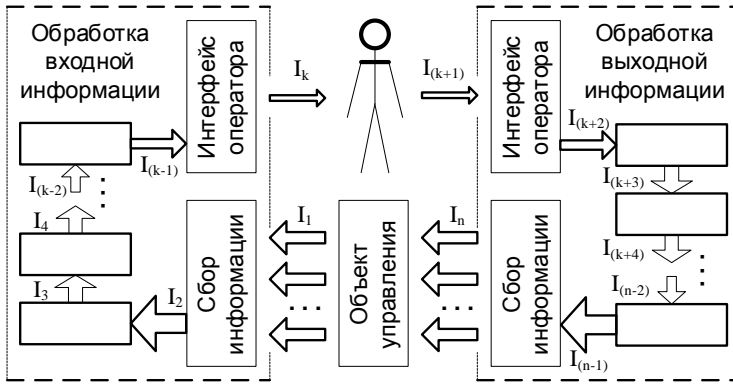 Обработка
входной
информации
Интерфейс
оператора
I_k
I_(k+1)
Интерфейс
оператора
Обработка
выходной
информации
I_(k-1)
I_(k+2)
I_(k-2)
...
I_(k+3)
I_4
I_(k+4)
...
I_3
I_(n-2)
I_2
Сбор
информации
I_1
...
Объект
управления
I_n
...
Сбор
информации
I_(n-1)